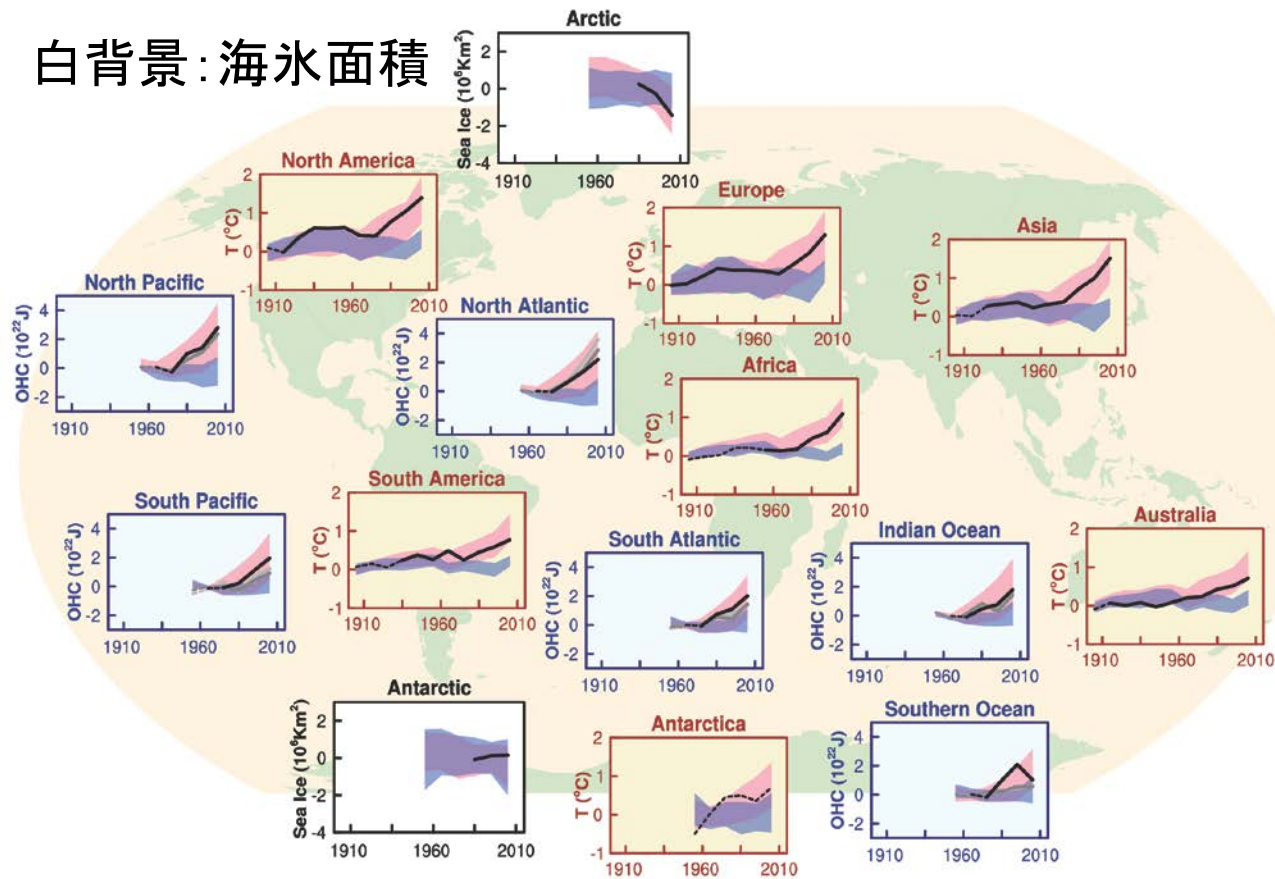 白背景：海氷面積
Arctic
Sea Ice (10⁶Km²)
2
0
-2
-4
1910 1960 2010
North America
T (°C)
2
1
0
-1
1910 1960 2010
Europe
T (°C)
2
1
0
-1
1910 1960 2010
Asia
T (°C)
2
1
0
-1
1910 1960 2010
North Pacific
OHC (10²²J)
4
2
0
-2
1910 1960 2010
North Atlantic
OHC (10²²J)
4
2
0
-2
1910 1960 2010
Africa
T (°C)
2
1
0
-1
1910 1960 2010
South Pacific
OHC (10²²J)
4
2
0
-2
1910 1960 2010
South America
T (°C)
2
1
0
-1
1910 1960 2010
South Atlantic
OHC (10²²J)
4
2
0
-2
1910 1960 2010
Indian Ocean
OHC (10²²J)
4
2
0
-2
1910 1960 2010
Australia
T (°C)
2
1
0
-1
1910 1960 2010
Antarctic
Sea Ice (10⁶Km²)
2
0
-2
-4
1910 1960 2010
Antarctica
T (°C)
2
1
0
-1
1910 1960 2010
Southern Ocean
OHC (10²²J)
4
2
0
-2
1910 1960 2010